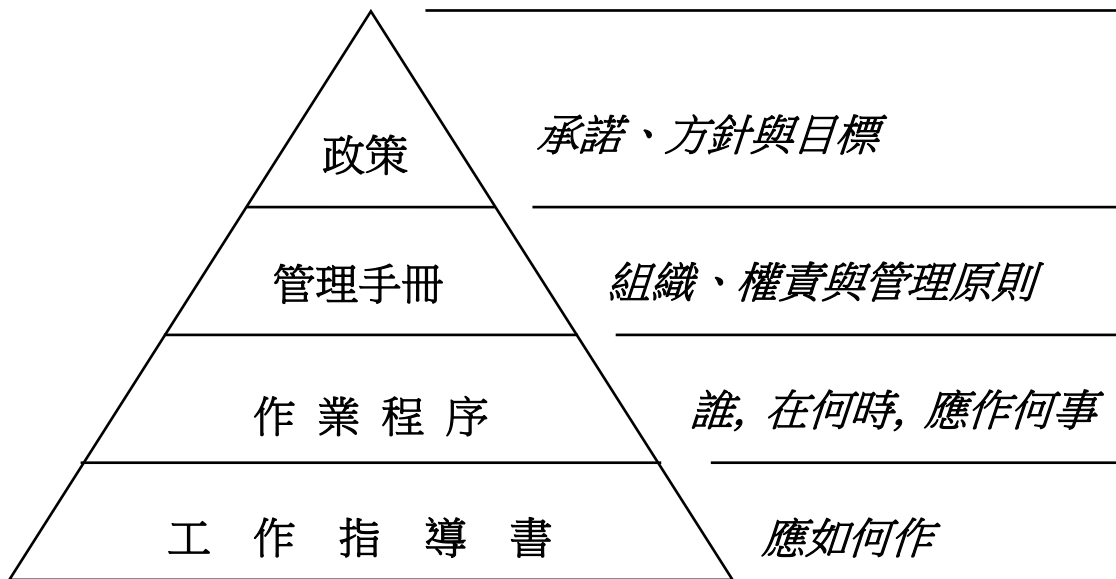 政策
承諾、方針與目標
管理手冊
組織、權責與管理原則
作業程序
誰, 在何時, 應作何事
工作指導書
應如何作